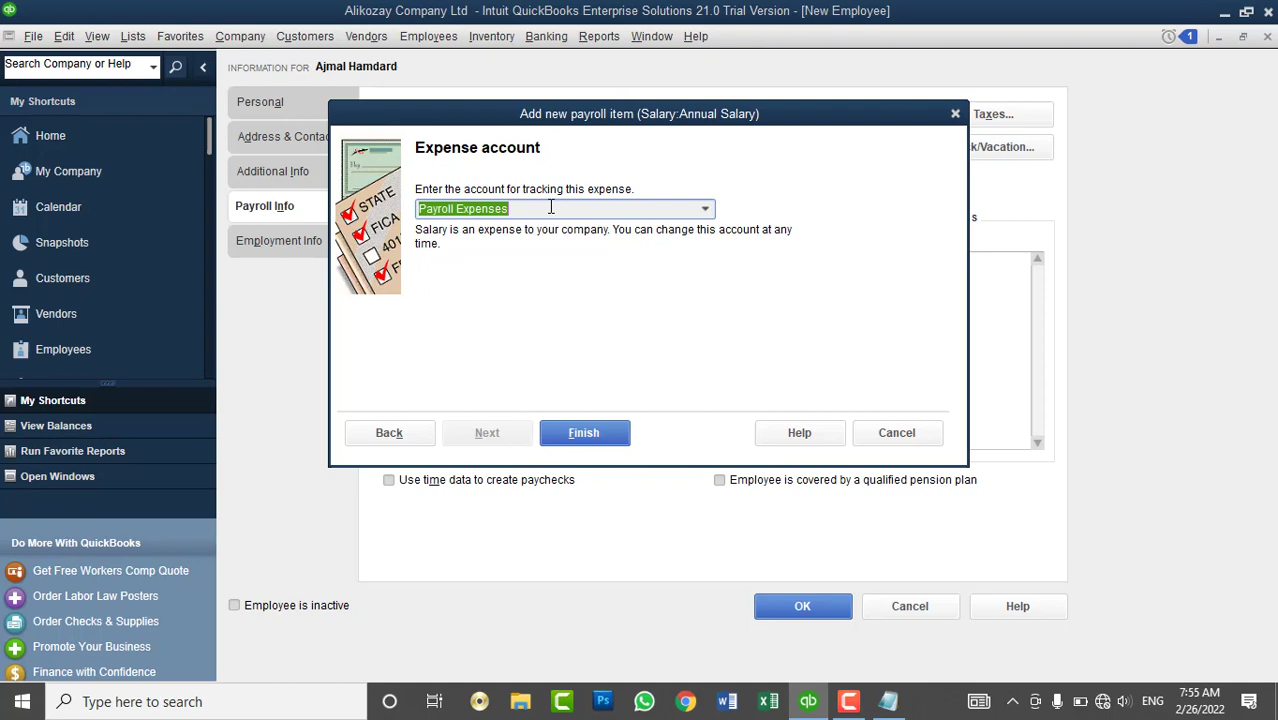 Alikozay Company Ltd - Intuit QuickBooks Enterprise Solutions 21.0 Trial Version - [New Employee]
File Edit View Lists Favorites Company Customers Vendors Employees Inventory Banking Reports Window Help
1
Search Company or Help
My Shortcuts
Home
My Company
Calendar
Snapshots
Customers
Vendors
Employees
My Shortcuts
View Balances
Run Favorite Reports
Open Windows
Do More With QuickBooks
Get Free Workers Comp Quote
Order Labor Law Posters
Order Checks & Supplies
Promote Your Business
Finance with Confidence
INFORMATION FOR Ajmal Hamdard
Personal
Address & Contac
Additional Info
Payroll Info
Employment Info
Taxes...
k/Vacation...
s
Add new payroll item (Salary:Annual Salary)
STATE
FICA
401
Expense account
Enter the account for tracking this expense.
Payroll Expenses
Salary is an expense to your company. You can change this account at any
time.
Back Next Finish Help Cancel
Use time data to create paychecks
Employee is covered by a qualified pension plan
Employee is inactive
OK Cancel Help
Type here to search
ENG
7:55 AM
2/26/2022